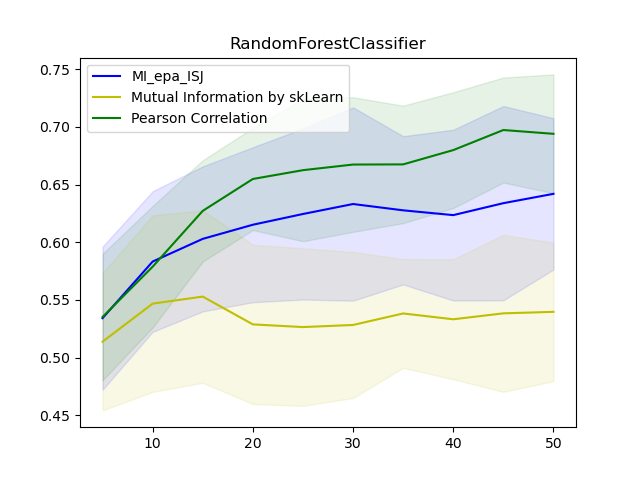 RandomForestClassifier
MI_epa_ISJ
Mutual Information by skLearn
Pearson Correlation
0.75
0.70
0.65
0.60
0.55
0.50
0.45
10 20 30 40 50